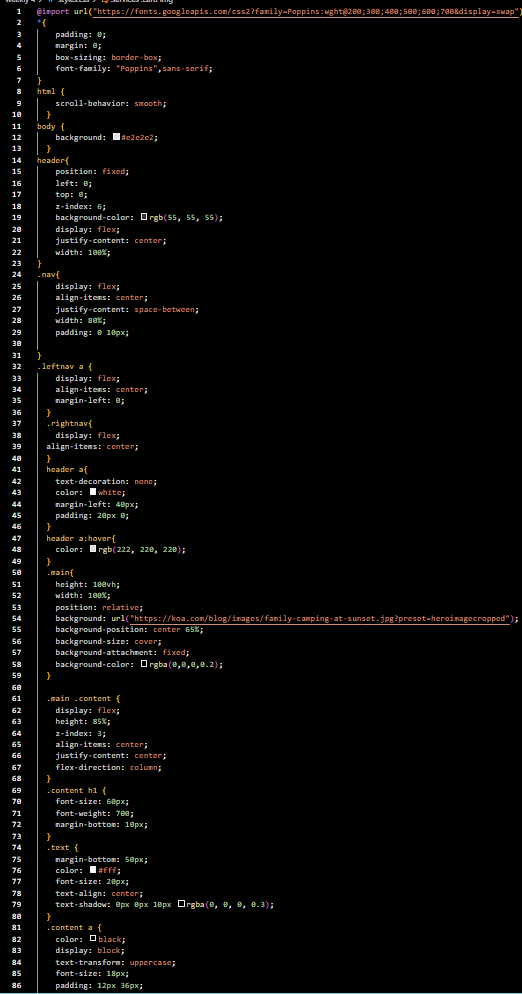 1 @import url("https://fonts.googleapis.com/css2?family=Poppins:wght@200;300;400;500;600;700&display=swap")
2 *{
3 padding: 0;
4 margin: 0;
5 box-sizing: border-box;
6 font-family: "Poppins",sans-serif;
7 }
8 html {
9 scroll-behavior: smooth;
10 }
11 body {
12 background: #e2e2e2;
13 }
14 header{
15 position: fixed;
16 left: 0;
17 top: 0;
18 z-index: 6;
19 background-color: rgb(55, 55, 55);
20 display: flex;
21 justify-content: center;
22 width: 100%;
23 }
24 .nav{
25 display: flex;
26 align-items: center;
27 justify-content: space-between;
28 width: 80%;
29 padding: 0 10px;
30
31 }
32 .leftnav a {
33 display: flex;
34 align-items: center;
35 margin-left: 0;
36 }
37 .rightnav{
38 display: flex;
39 align-items: center;
40 }
41 header a{
42 text-decoration: none;
43 color: white;
44 margin-left: 40px;
45 padding: 20px 0;
46 }
47 header a:hover{
48 color: rgb(222, 220, 220);
49 }
50 .main{
51 height: 100vh;
52 width: 100%;
53 position: relative;
54 background: url("https://koa.com/blog/images/family-camping-at-sunset.jpg?preset=heroimagecropped");
55 background-position: center 65%;
56 background-size: cover;
57 background-attachment: fixed;
58 background-color: rgba(0,0,0,0.2);
59 }
60
61 .main .content {
62 display: flex;
63 height: 85%;
64 z-index: 3;
65 align-items: center;
66 justify-content: center;
67 flex-direction: column;
68 }
69 .content h1 {
70 font-size: 60px;
71 font-weight: 700;
72 margin-bottom: 10px;
73 }
74 .text {
75 margin-bottom: 50px;
76 color: #fff;
77 font-size: 20px;
78 text-align: center;
79 text-shadow: 0px 0px 10px rgba(0, 0, 0, 0.3);
80 }
81 .content a {
82 color: black;
83 display: block;
84 text-transform: uppercase;
85 font-size: 18px;
86 padding: 12px 36px;